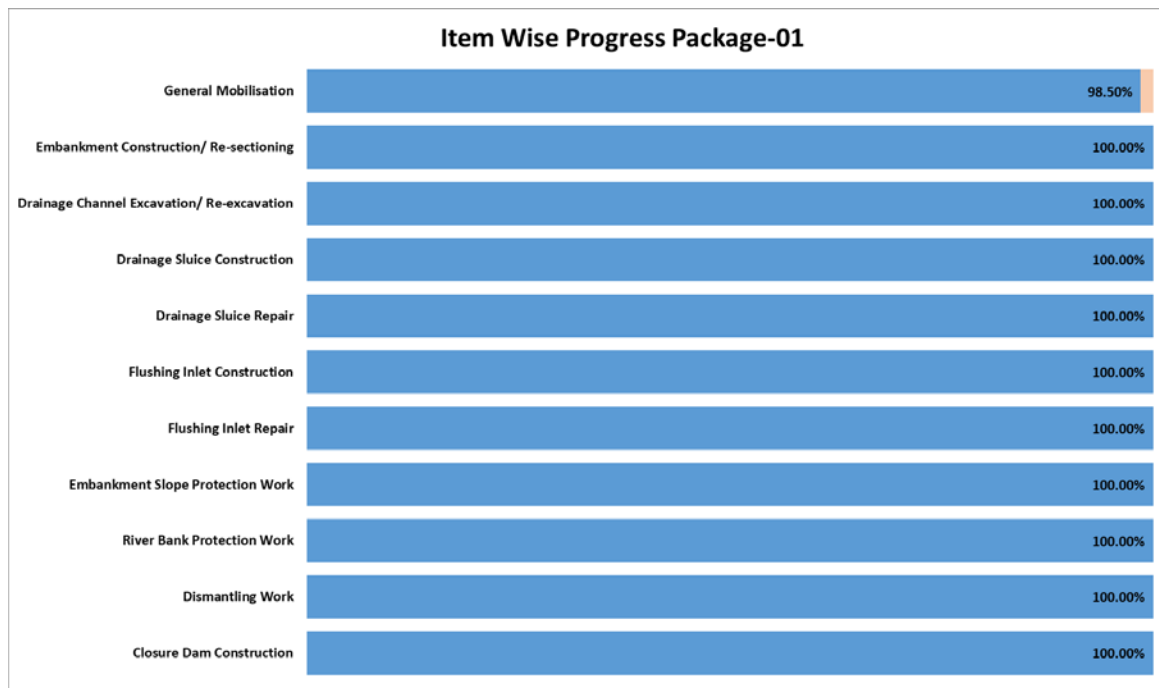 Item Wise Progress Package-01
General Mobilisation 98.50%
Embankment Construction/ Re-sectioning 100.00%
Drainage Channel Excavation/ Re-excavation 100.00%
Drainage Sluice Construction 100.00%
Drainage Sluice Repair 100.00%
Flushing Inlet Construction 100.00%
Flushing Inlet Repair 100.00%
Embankment Slope Protection Work 100.00%
River Bank Protection Work 100.00%
Dismantling Work 100.00%
Closure Dam Construction 100.00%